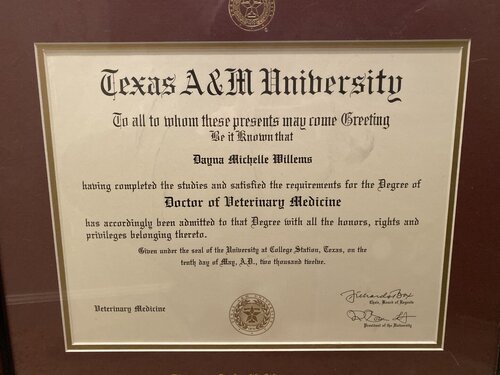 Texas A&M University
To all to whom these presents may come Greeting
Be it Known that
Dayna Michelle Willems
having completed the studies and satisfied the requirements for the Degree of
Doctor of Veterinary Medicine
has accordingly been admitted to that Degree with all the honors, rights and
privileges belonging thereto.
Given under the seal of the University at College Station, Texas, on the
tenth day of May, A.D., two thousand twelve.
Veterinary Medicine
Chair, Board of Regents
President of the University